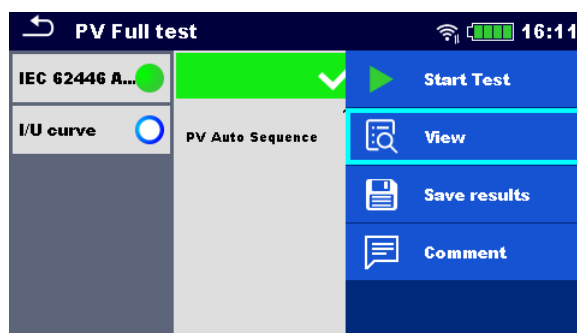 PV Full test
16:11
IEC 62446 A...
I/U curve
PV Auto Sequence
Start Test
View
Save results
Comment